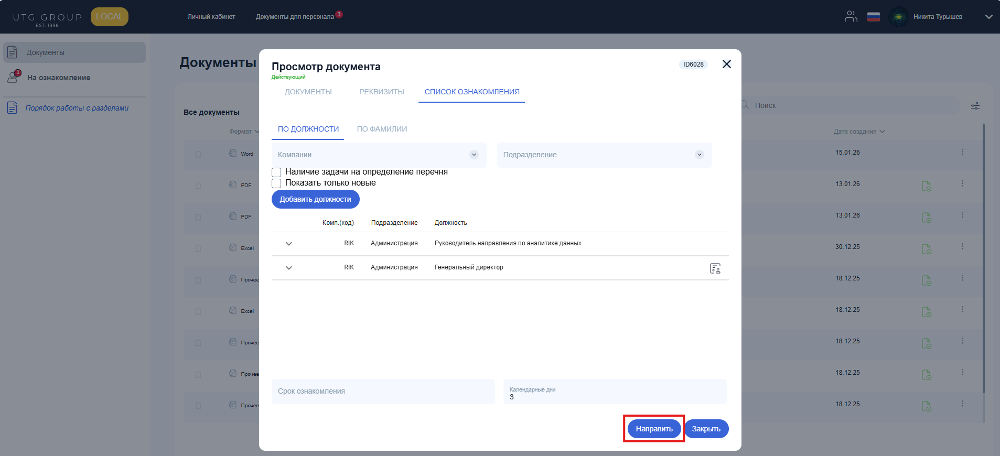 UTG GROUP
EST. 1998
LOCAL
Личный кабинет
Документы для персонала 3
Никита Турышев
Документы
3
На ознакомление
Порядок работы с разделами
Документы
Все документы
Поиск
Формат
Дата создания
Word
15.01.26
PDF
13.01.26
PDF
13.01.26
Excel
30.12.25
Прочее
18.12.25
Excel
18.12.25
Прочее
18.12.25
Прочее
18.12.25
Прочее
18.12.25
Просмотр документа
ID6028
Действующий
ДОКУМЕНТЫ РЕКВИЗИТЫ СПИСОК ОЗНАКОМЛЕНИЯ
ПО ДОЛЖНОСТИ ПО ФАМИЛИИ
Компании Подразделение
Наличие задачи на определение перечня
Показать только новые
Добавить должности
Комп.(код) Подразделение Должность
RIK Администрация Руководитель направления по аналитике данных
RIK Администрация Генеральный директор
Срок ознакомления
Календарные дни
3
Направить Закрыть